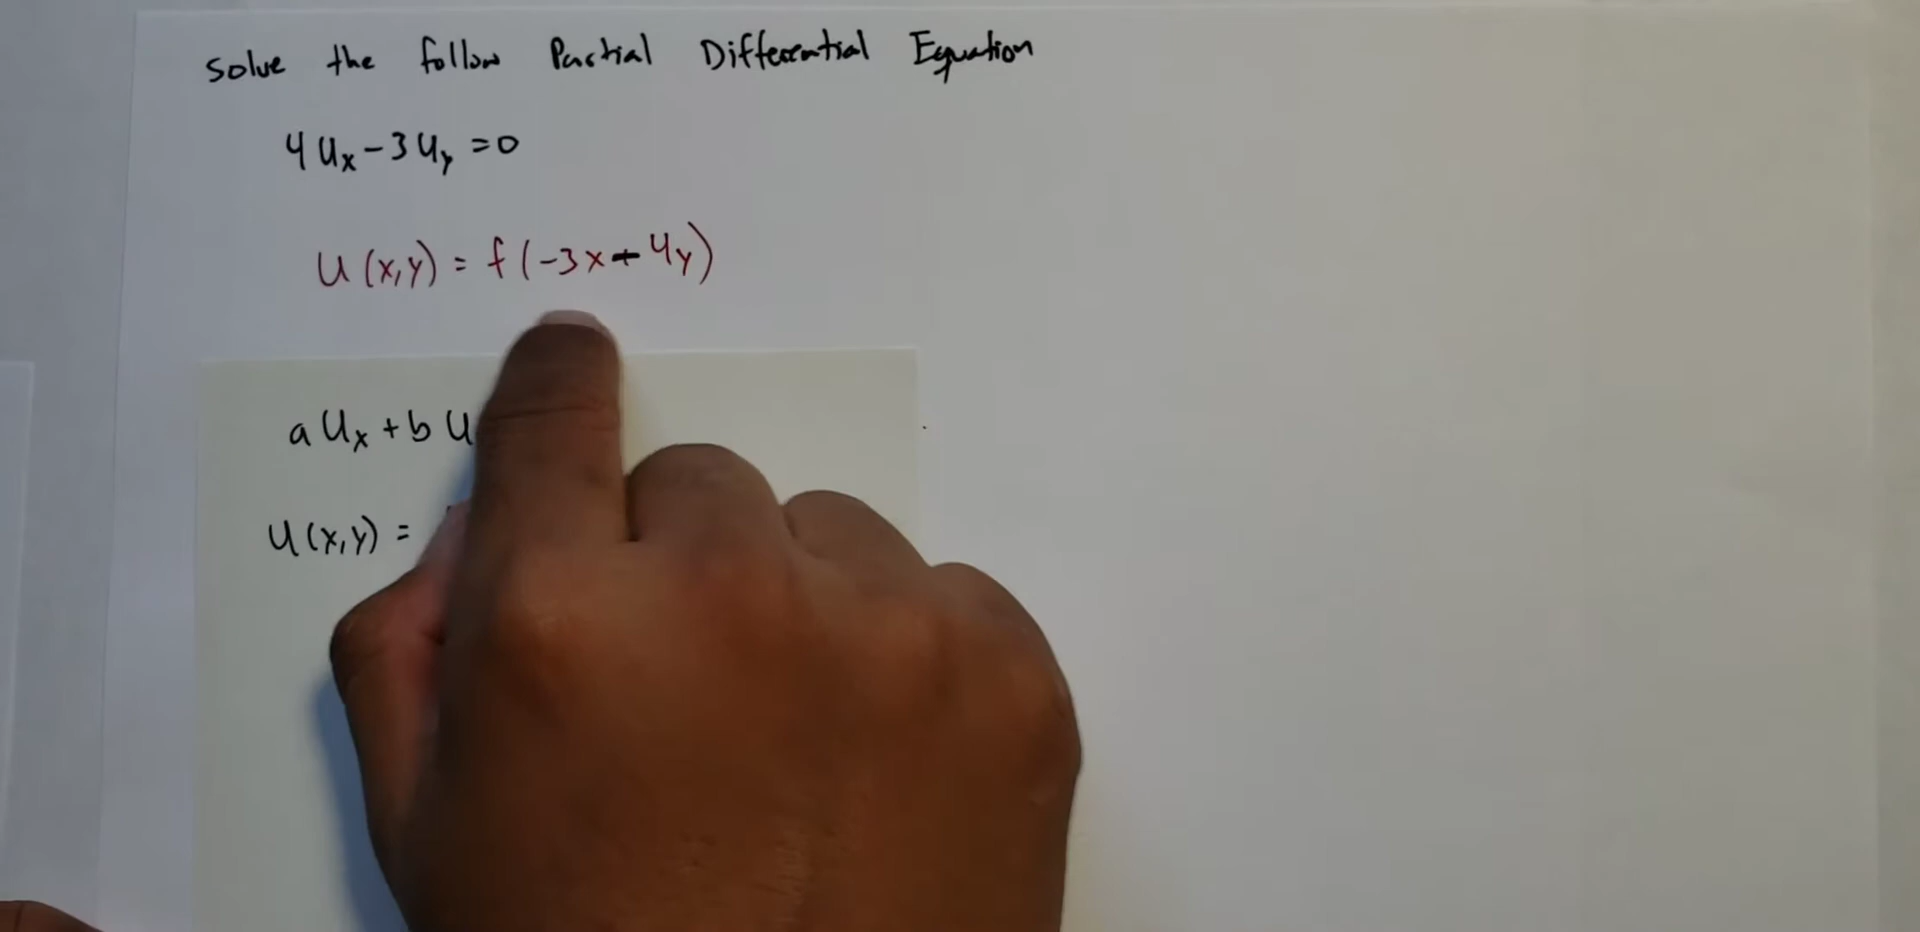 Solve the follow Partial Differential Equation
4Ux - 3Uy = 0
U(x,y) = f(-3x - 4y)
aUx + bU
U(x,y) =